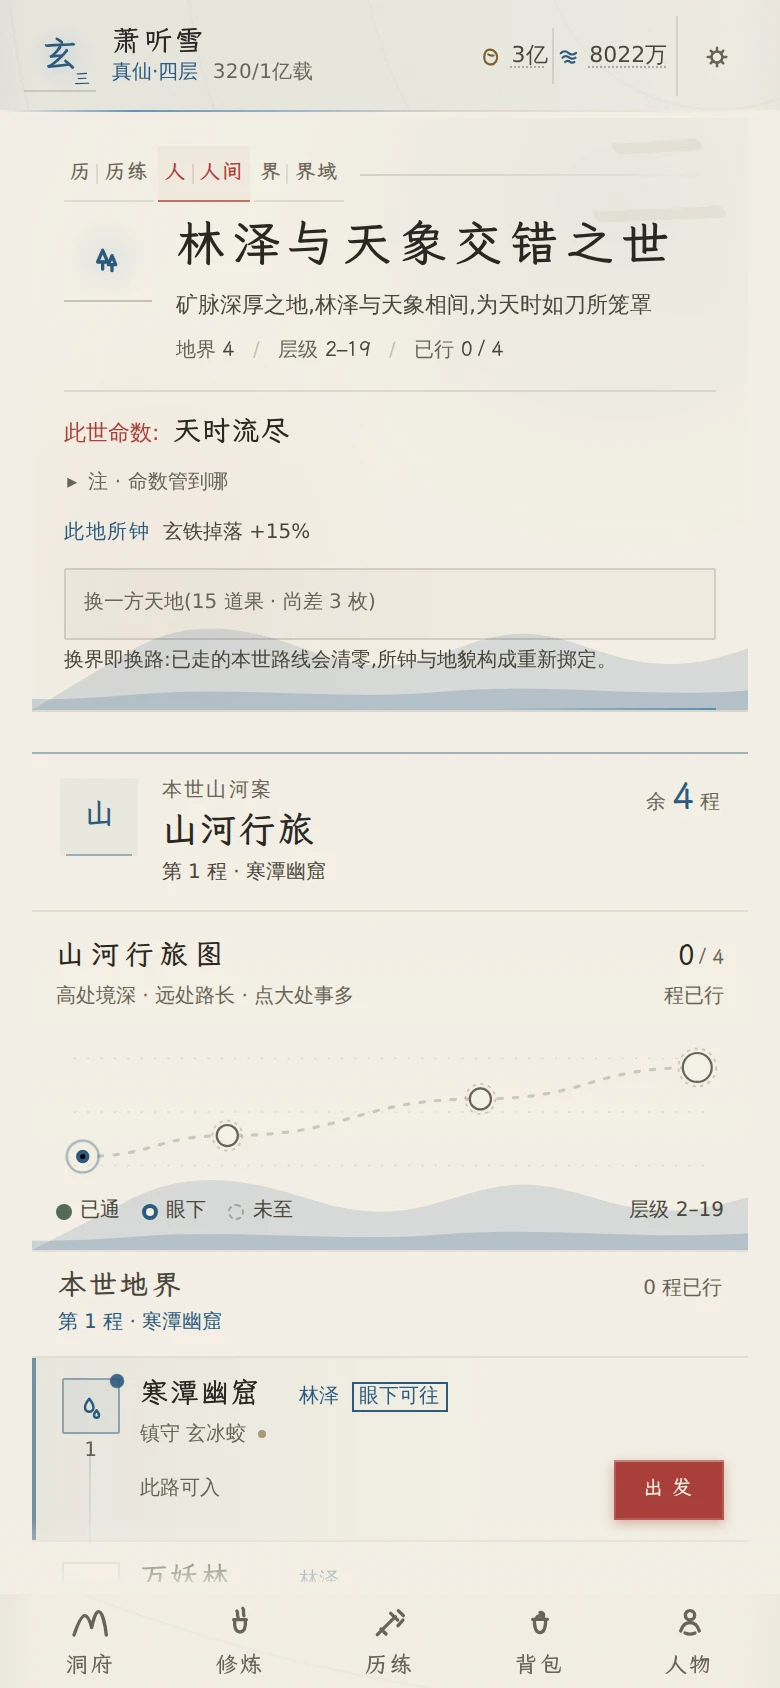 玄 三
萧听雪
真仙·四层 320/1亿载
3亿 8022万
历 历练 人 人间 界 界域
林泽与天象交错之世
矿脉深厚之地,林泽与天象相间,为天时如刀所笼罩
地界 4 / 层级 2–19 / 已行 0 / 4
此世命数: 天时流尽
▸ 注 · 命数管到哪
此地所钟 玄铁掉落 +15%
换一方天地(15 道果 · 尚差 3 枚)
换界即换路:已走的本世路线会清零,所钟与地貌构成重新掷定。
山
本世山河案
山河行旅
第 1 程 · 寒潭幽窟
余 4 程
山河行旅图
0 / 4
高处境深 · 远处路长 · 点大处事多
程已行
已通 眼下 未至
层级 2–19
本世地界
0 程已行
第 1 程 · 寒潭幽窟
寒潭幽窟 林泽 眼下可往
镇守 玄冰蛟
1
此路可入
出发
万妖林 林泽
洞府 修炼 历练 背包 人物